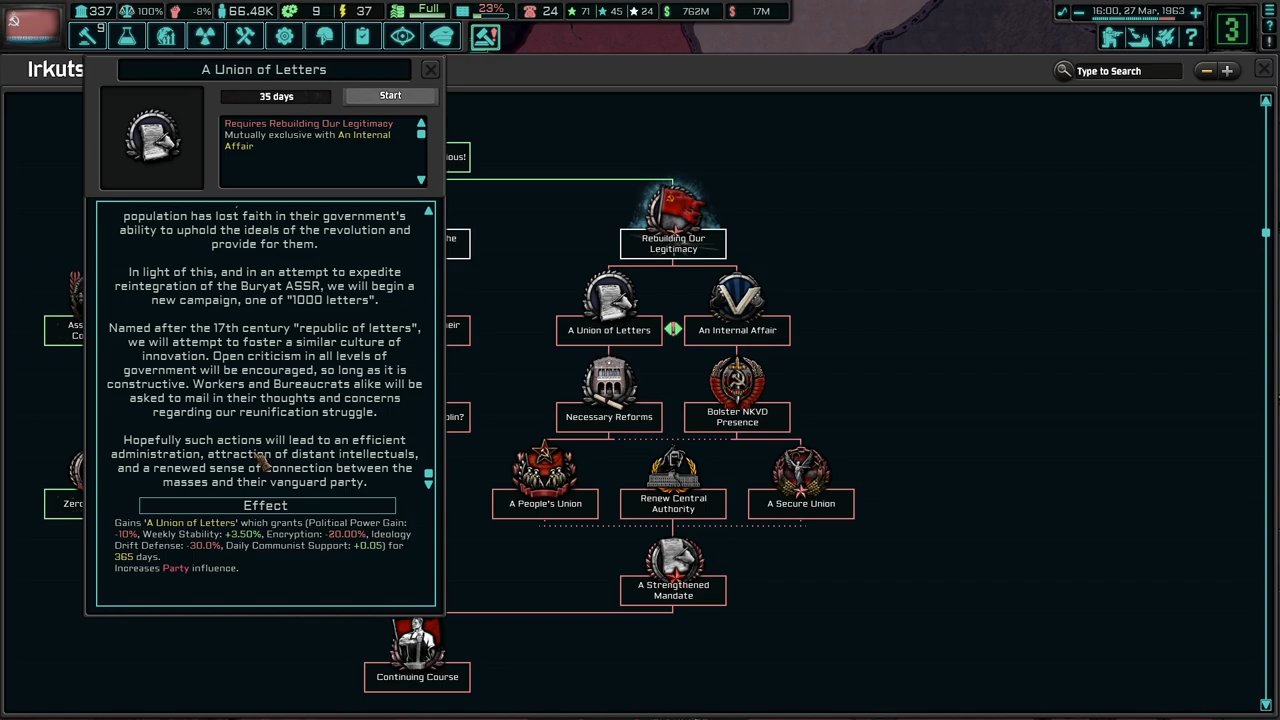 337
100%
-8%
66.48K
9
37
Full
23%
24
71
45
24
762M
17M
16:00, 27 Mar, 1963
9
3
?
Irkuts
Type to Search
A Union of Letters
35 days
Start
Requires Rebuilding Our Legitimacy
Mutually exclusive with An Internal
Affair
population has lost faith in their government's
ability to uphold the ideals of the revolution and
provide for them.
In light of this, and in an attempt to expedite
reintegration of the Buryat ASSR, we will begin a
new campaign, one of "1000 letters".
Named after the 17th century "republic of letters",
we will attempt to foster a similar culture of
innovation. Open criticism in all levels of
government will be encouraged, so long as it is
constructive. Workers and Bureaucrats alike will be
asked to mail in their thoughts and concerns
regarding our reunification struggle.
Hopefully such actions will lead to an efficient
administration, attraction of distant intellectuals,
and a renewed sense of connection between the
masses and their vanguard party.
Effect
Gains 'A Union of Letters' which grants (Political Power Gain:
-10%, Weekly Stability: +3.50%, Encryption: -20.00%, Ideology
Drift Defense: -30.0%, Daily Communist Support: +0.05) for
365 days.
Increases Party influence.
ous!
he
Rebuilding Our
Legitimacy
Ass
Co
eir
A Union of Letters
An Internal Affair
olin?
Necessary Reforms
Bolster NKVD
Presence
Zero
A People's Union
Renew Central
Authority
A Secure Union
A Strengthened
Mandate
Continuing Course